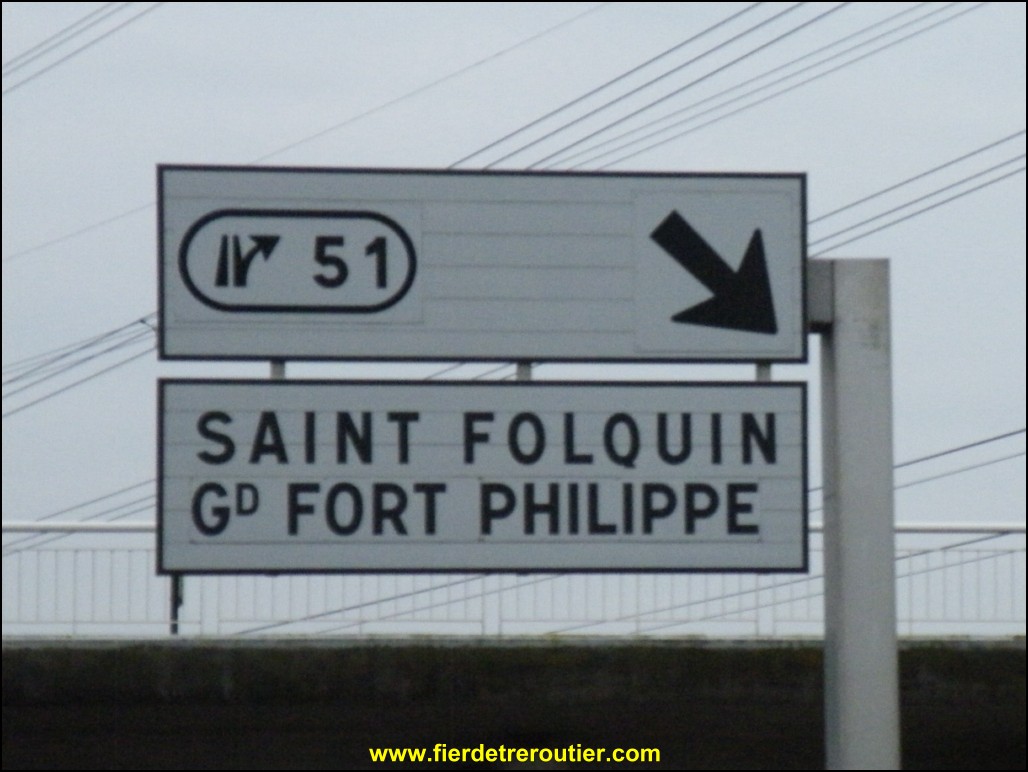 51
SAINT FOLQUIN
GD FORT PHILIPPE
www.fierdetreroutier.com